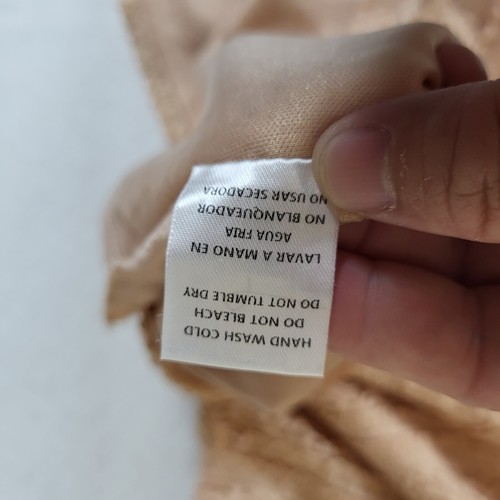 HAND WASH COLD
DO NOT BLEACH
DO NOT TUMBLE DRY
LAVAR A MANO EN
AGUA FRIA
NO BLANQUEADOR
NO USAR SECADORA